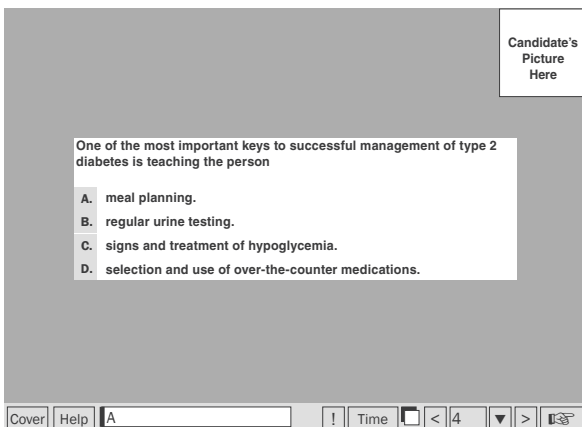 Candidate's
Picture
Here
One of the most important keys to successful management of type 2
diabetes is teaching the person
A. meal planning.
B. regular urine testing.
C. signs and treatment of hypoglycemia.
D. selection and use of over-the-counter medications.
Cover Help A ! Time < 4 ▼ >